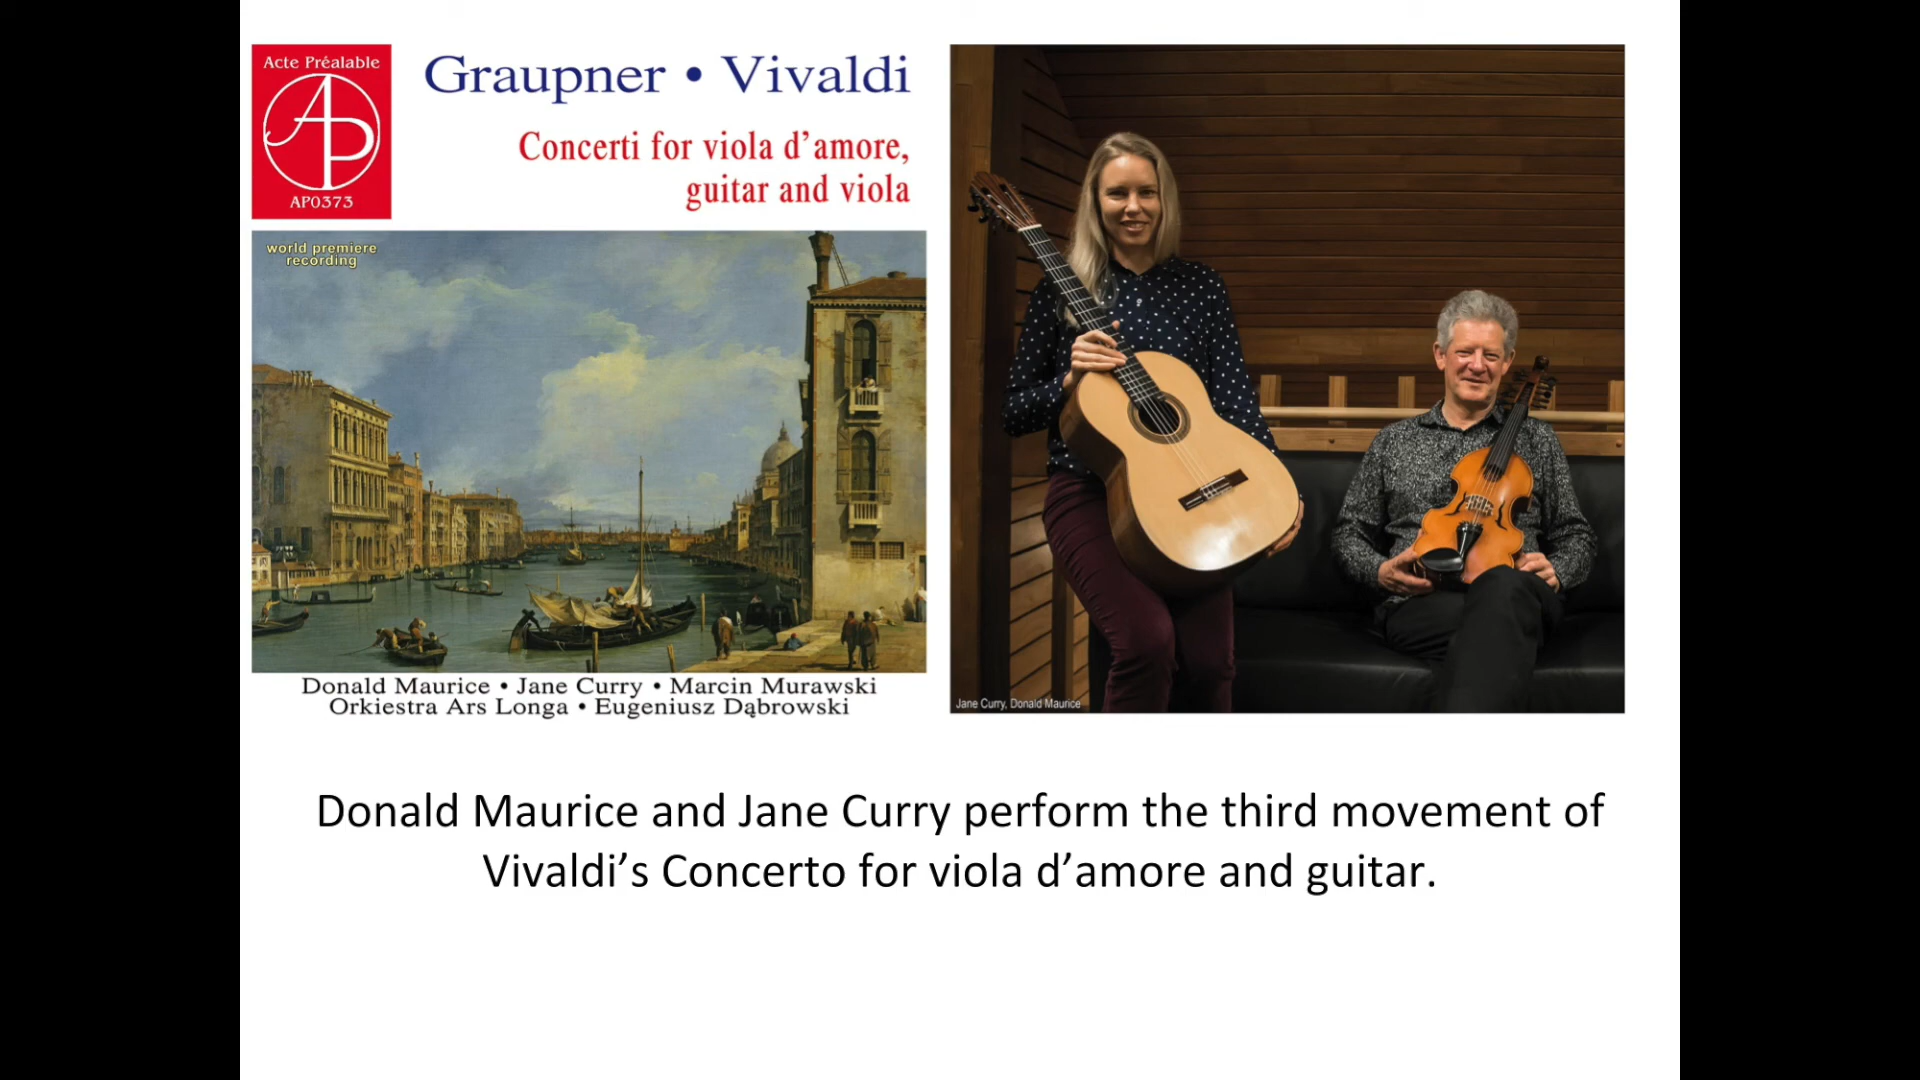 Acte Préalable
AP
AP0373
Graupner • Vivaldi
Concerti for viola d’amore,
guitar and viola
world premiere
recording
Donald Maurice • Jane Curry • Marcin Murawski
Orkiestra Ars Longa • Eugeniusz Dąbrowski
Jane Curry, Donald Maurice
Donald Maurice and Jane Curry perform the third movement of
Vivaldi’s Concerto for viola d’amore and guitar.